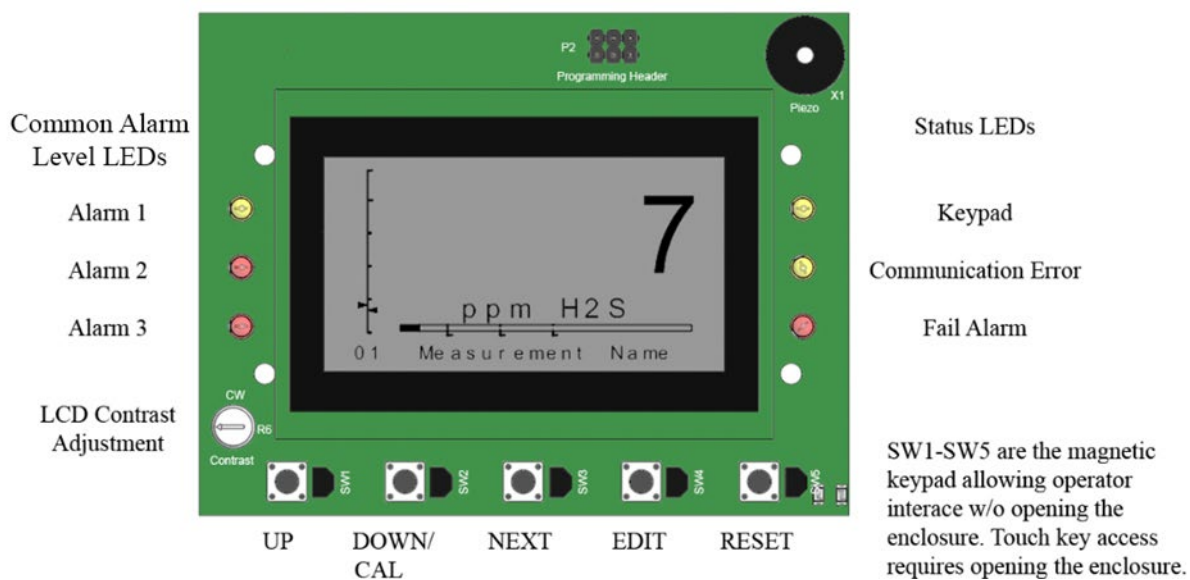 P2
Programming Header
X1
Piezo
Common Alarm
Level LEDs
Alarm 1
Alarm 2
Alarm 3
Status LEDs
Keypad
Communication Error
Fail Alarm
7
ppm H2S
01 Measurement Name
LCD Contrast
Adjustment
CW
R6
Contrast
SW1
SW2
SW3
SW4
SW5
UP
DOWN/
CAL
NEXT
EDIT
RESET
SW1-SW5 are the magnetic
keypad allowing operator
interace w/o opening the
enclosure. Touch key access
requires opening the enclosure.